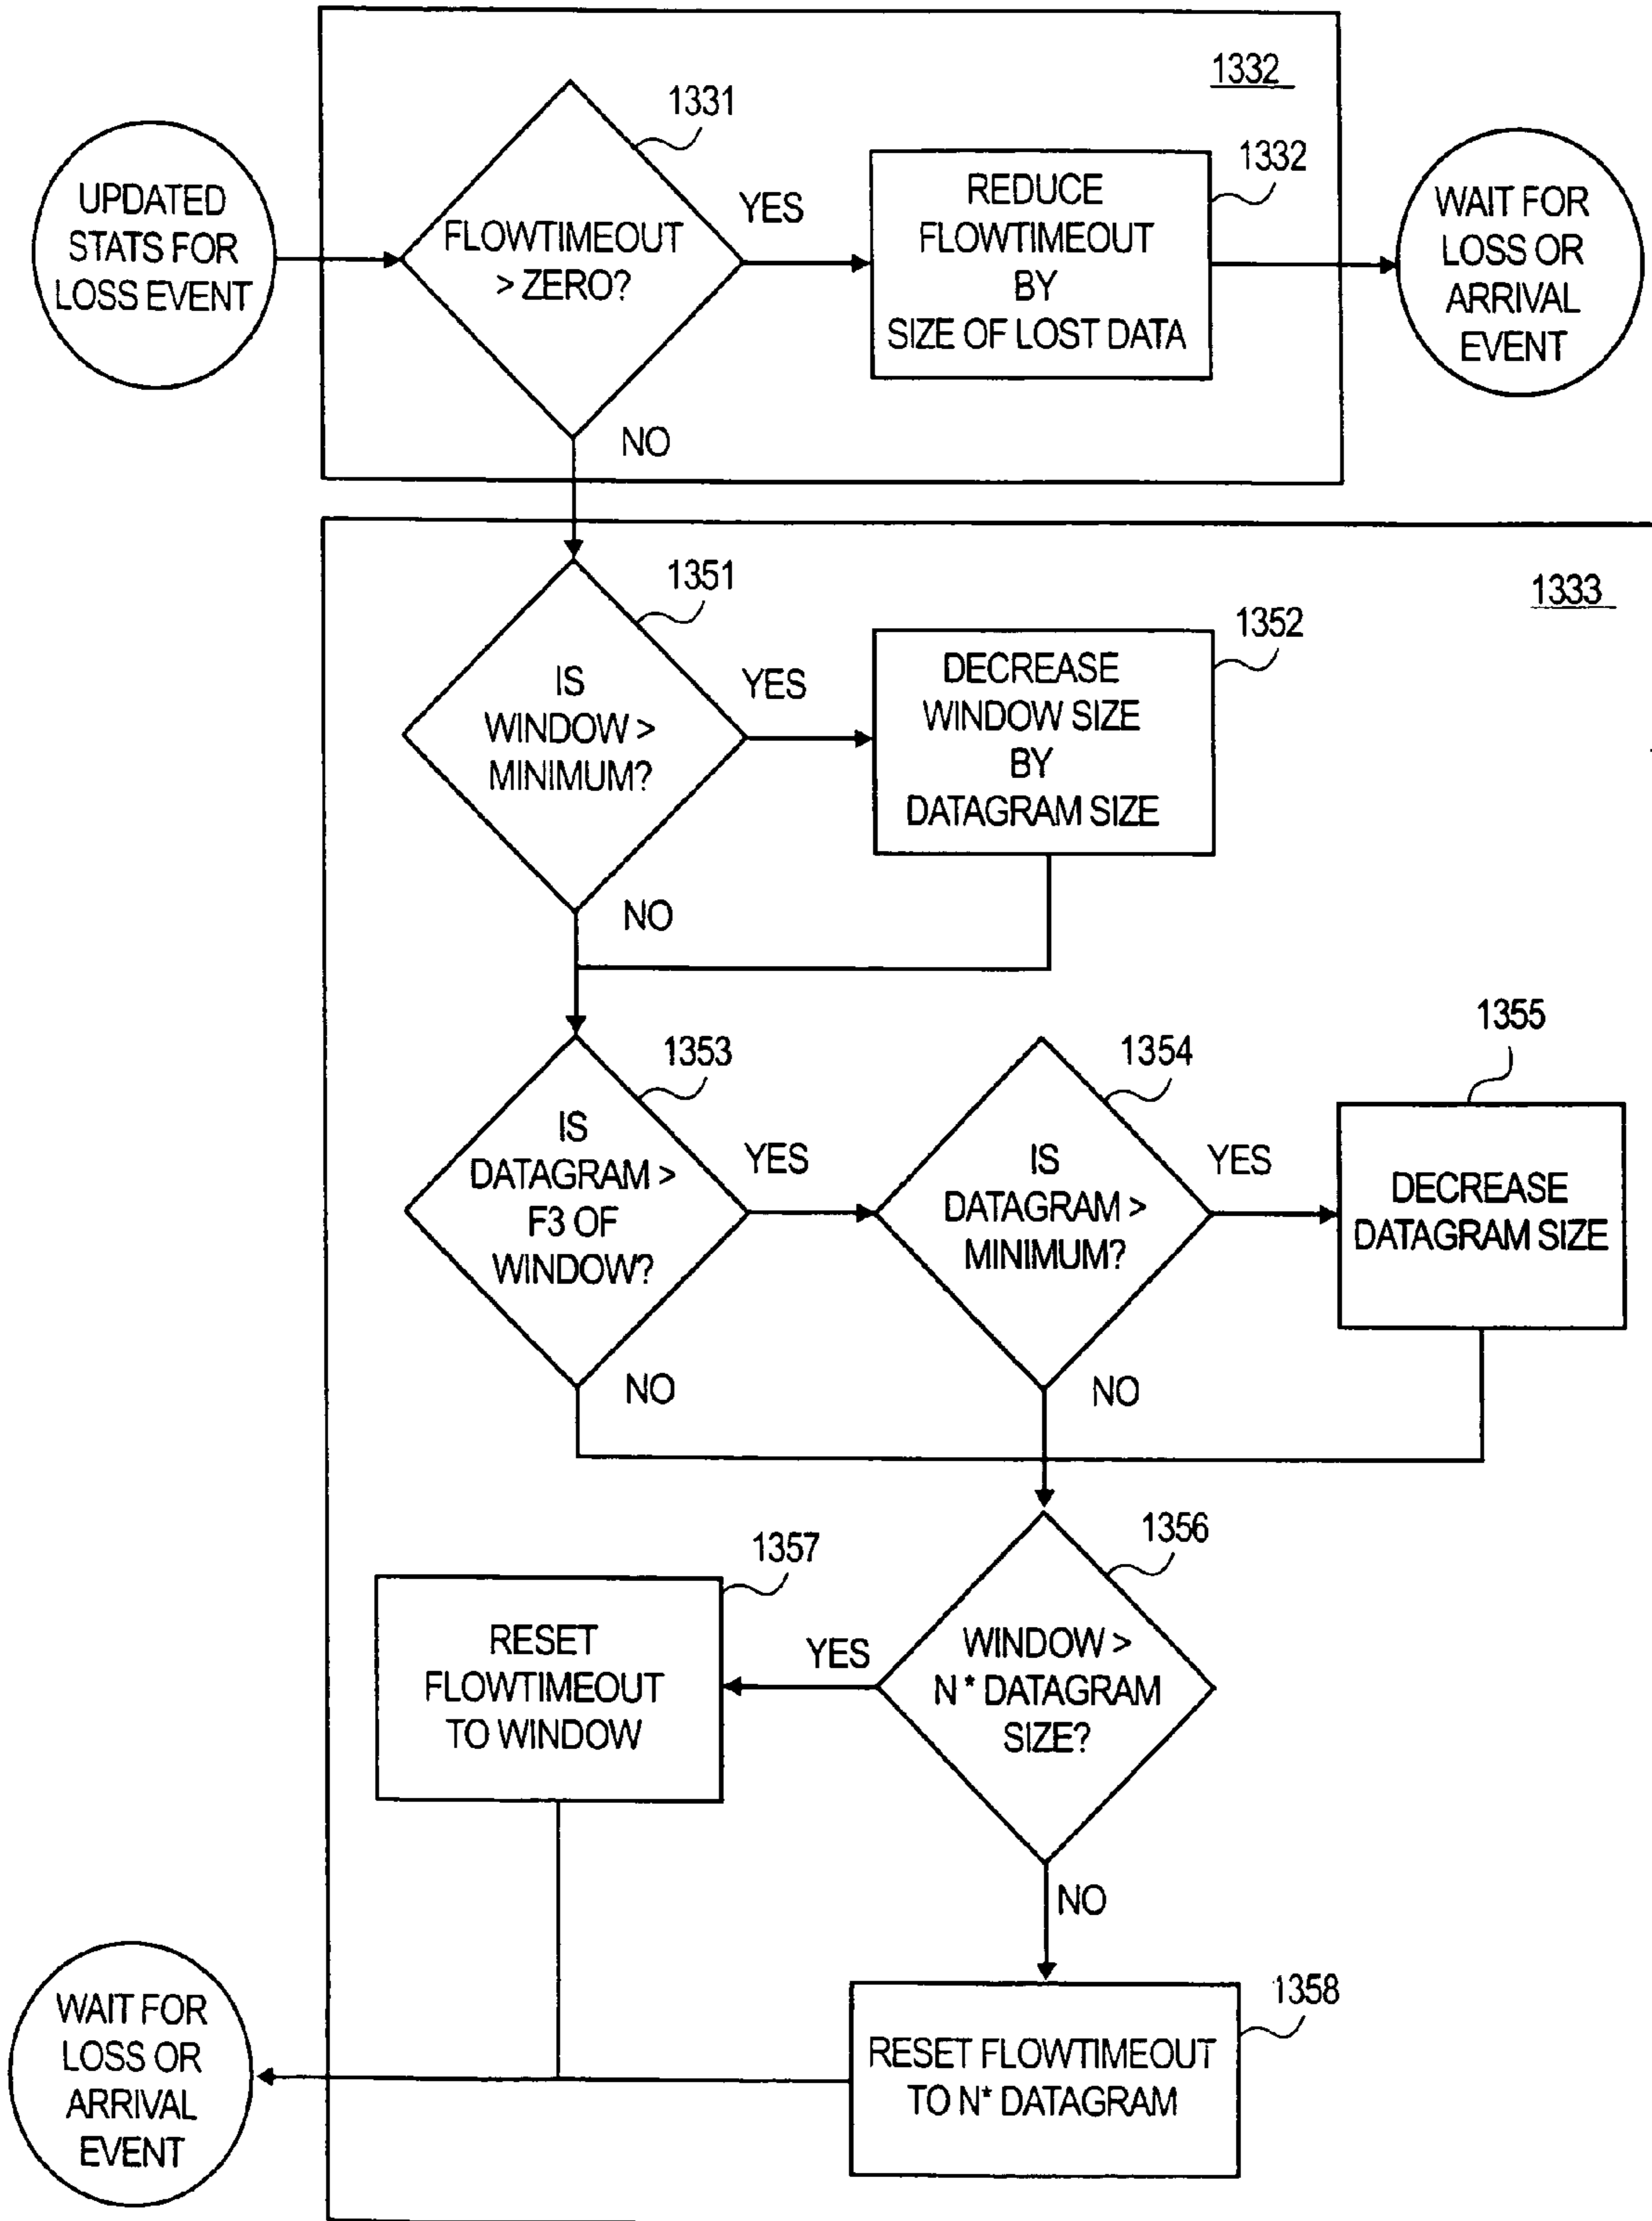 1332
1331
UPDATED
STATS FOR
LOSS EVENT
FLOWTIMEOUT
> ZERO?
YES
1332
REDUCE
FLOWTIMEOUT
BY
SIZE OF LOST DATA
WAIT FOR
LOSS OR
ARRIVAL
EVENT
NO
1333
1351
IS
WINDOW >
MINIMUM?
YES
1352
DECREASE
WINDOW SIZE
BY
DATAGRAM SIZE
NO
1353
IS
DATAGRAM >
F3 OF
WINDOW?
YES
1354
IS
DATAGRAM >
MINIMUM?
YES
1355
DECREASE
DATAGRAM SIZE
NO
NO
1356
WINDOW >
N * DATAGRAM
SIZE?
YES
1357
RESET
FLOWTIMEOUT
TO WINDOW
NO
1358
RESET FLOWTIMEOUT
TO N* DATAGRAM
WAIT FOR
LOSS OR
ARRIVAL
EVENT